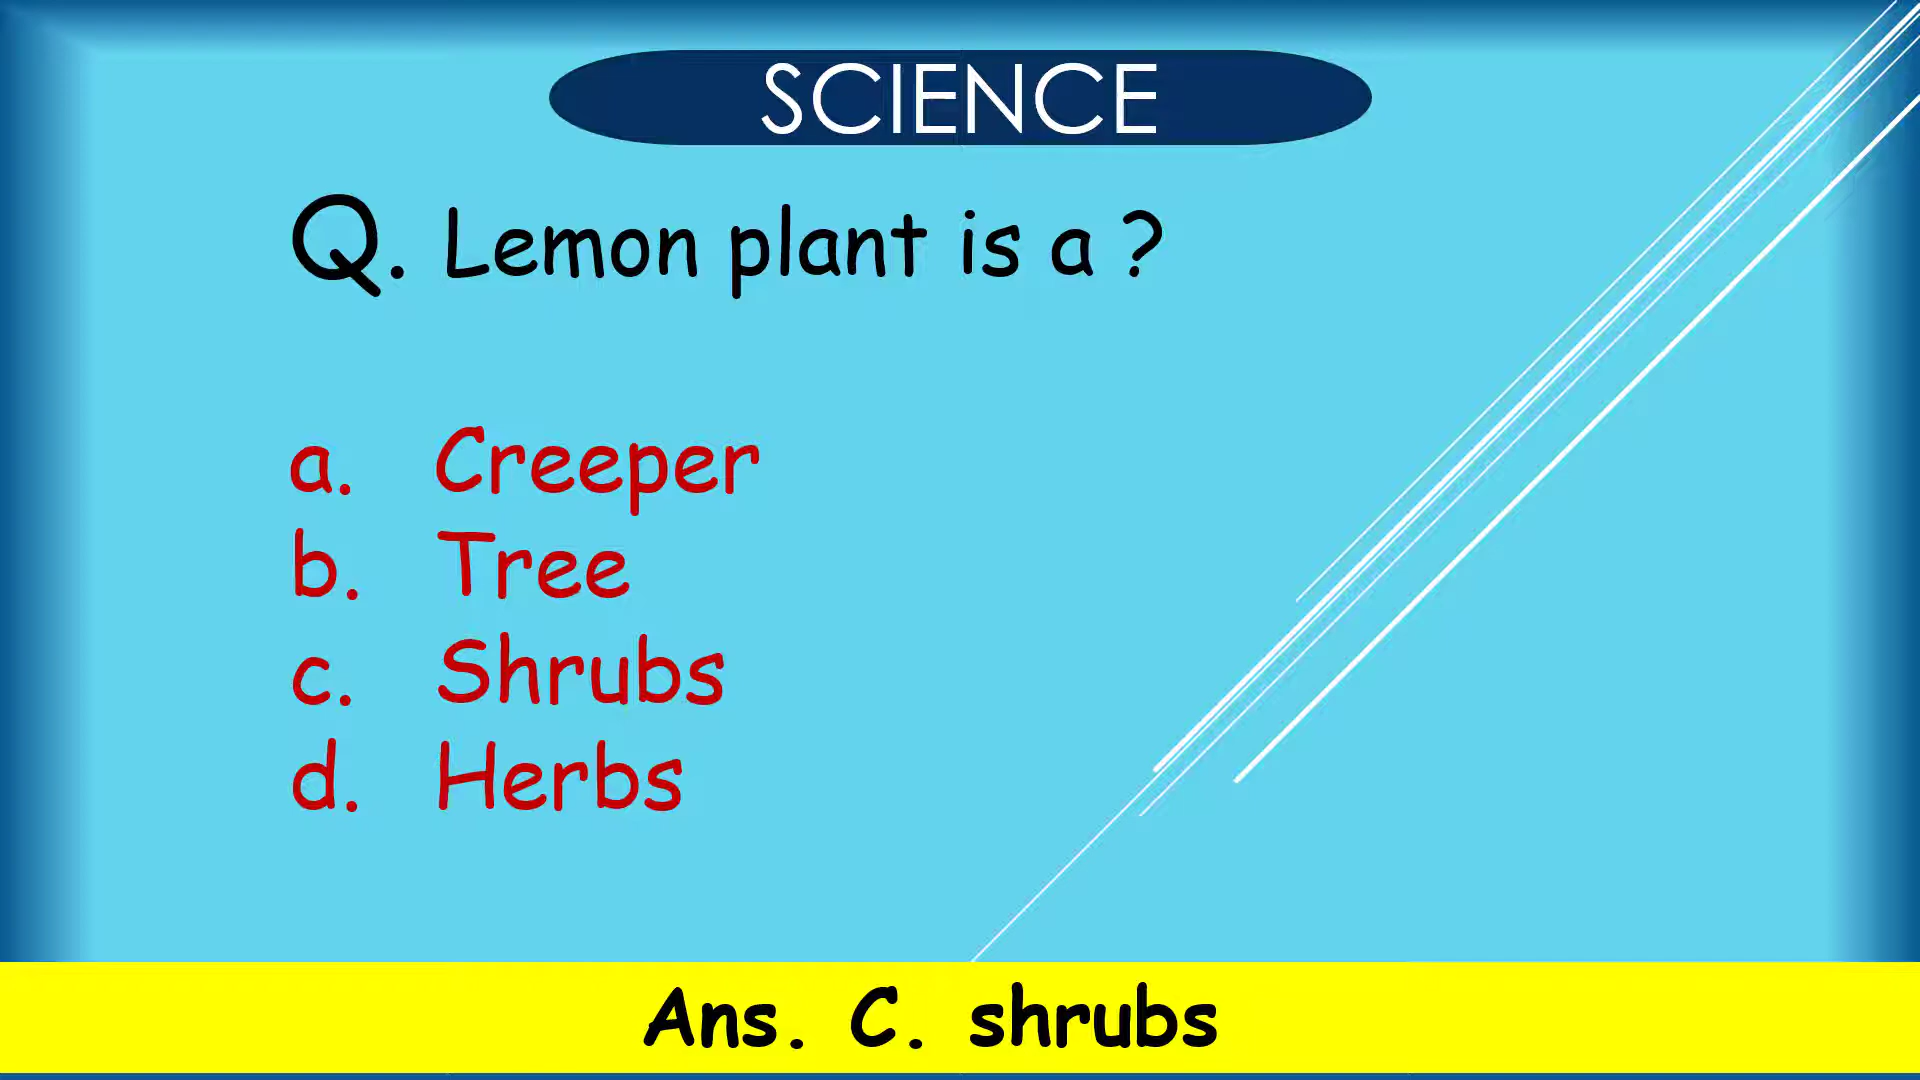 SCIENCE
Q. Lemon plant is a ?
a. Creeper
b. Tree
c. Shrubs
d. Herbs
Ans. C. shrubs